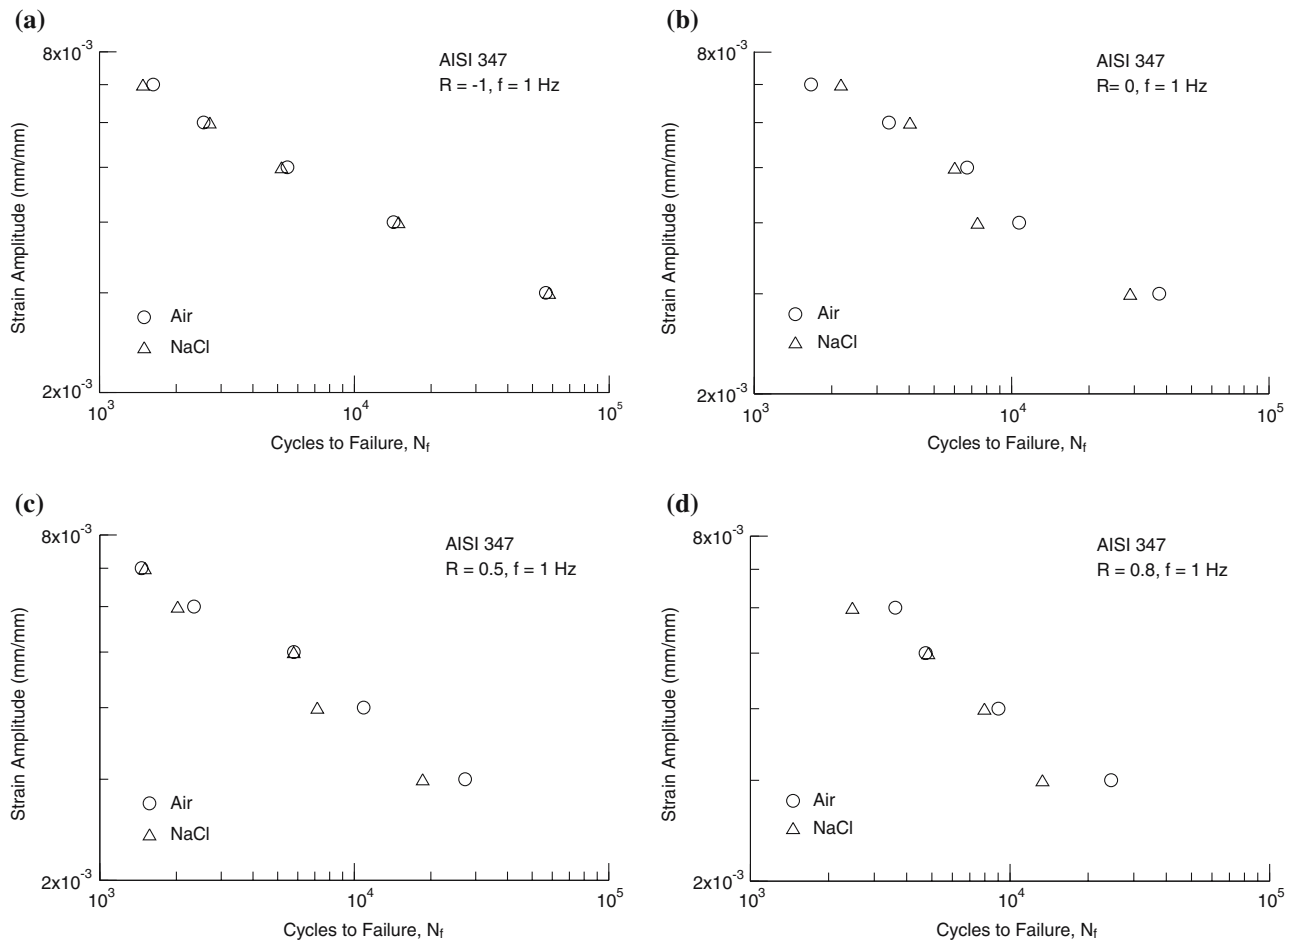 (a)
8x10⁻³
AISI 347
R = -1, f = 1 Hz
Strain Amplitude (mm/mm)
Air
NaCl
2x10⁻³
10³
10⁴
10⁵
Cycles to Failure, N_f
(b)
8x10⁻³
AISI 347
R= 0, f = 1 Hz
Strain Amplitude (mm/mm)
Air
NaCl
2x10⁻³
10³
10⁴
10⁵
Cycles to Failure, N_f
(c)
8x10⁻³
AISI 347
R = 0.5, f = 1 Hz
Strain Amplitude (mm/mm)
Air
NaCl
2x10⁻³
10³
10⁴
10⁵
Cycles to Failure, N_f
(d)
8x10⁻³
AISI 347
R = 0.8, f = 1 Hz
Strain Amplitude (mm/mm)
Air
NaCl
2x10⁻³
10³
10⁴
10⁵
Cycles to Failure, N_f